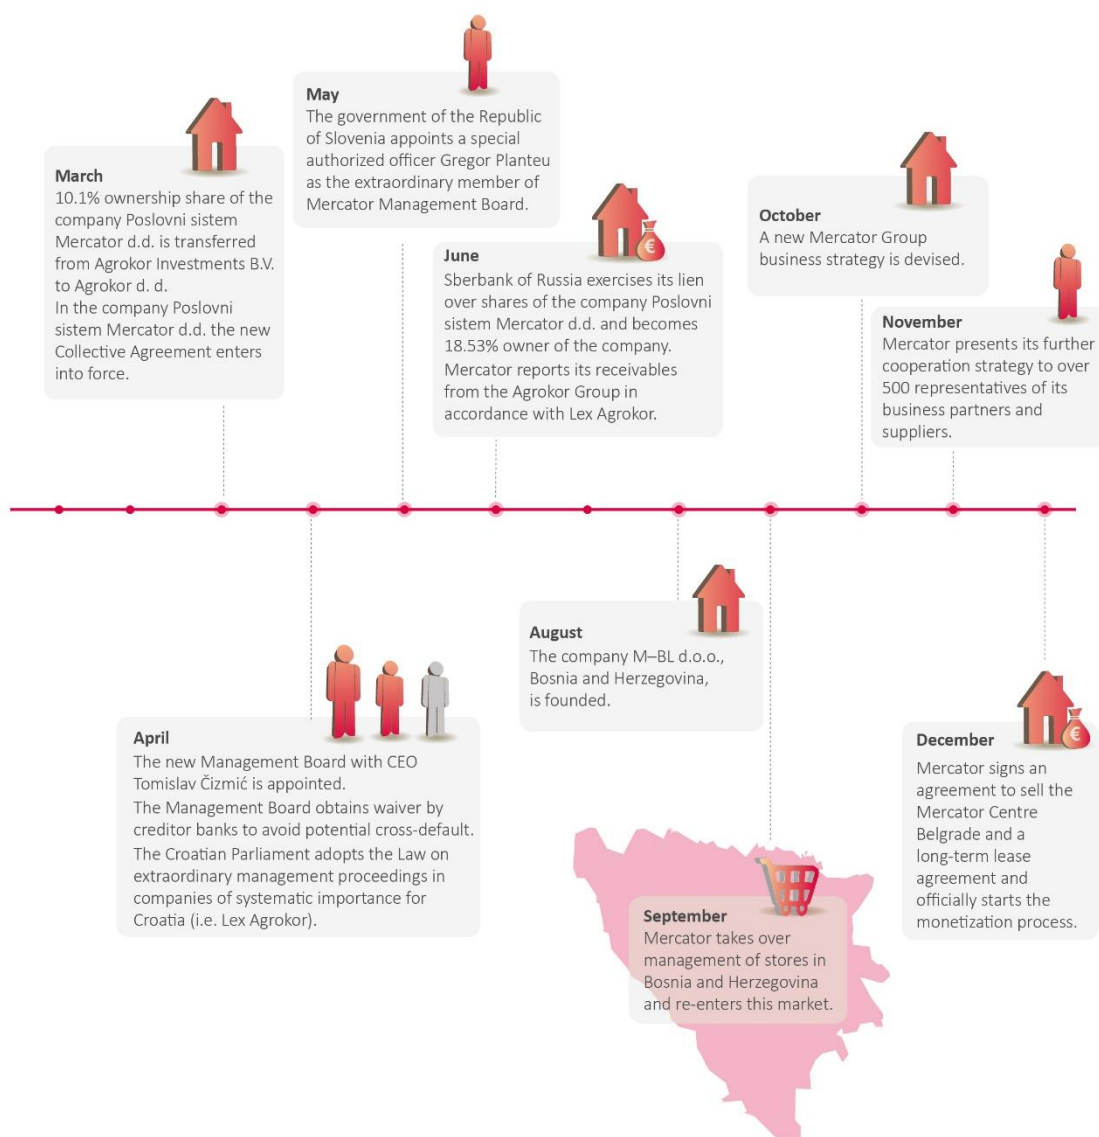 March
10.1% ownership share of the
company Poslovni sistem
Mercator d.d. is transferred
from Agrokor Investments B.V.
to Agrokor d. d.
In the company Poslovni
sistem Mercator d.d. the new
Collective Agreement enters
into force.
April
The new Management Board with CEO
Tomislav Čizmić is appointed.
The Management Board obtains waiver by
creditor banks to avoid potential cross-default.
The Croatian Parliament adopts the Law on
extraordinary management proceedings in
companies of systematic importance for
Croatia (i.e. Lex Agrokor).
May
The government of the Republic
of Slovenia appoints a special
authorized officer Gregor Planteu
as the extraordinary member of
Mercator Management Board.
June
Sberbank of Russia exercises its lien
over shares of the company Poslovni
sistem Mercator d.d. and becomes
18.53% owner of the company.
Mercator reports its receivables
from the Agrokor Group in
accordance with Lex Agrokor.
€
August
The company M–BL d.o.o.,
Bosnia and Herzegovina,
is founded.
September
Mercator takes over
management of stores in
Bosnia and Herzegovina
and re-enters this market.
October
A new Mercator Group
business strategy is devised.
November
Mercator presents its further
cooperation strategy to over
500 representatives of its
business partners and
suppliers.
December
Mercator signs an
agreement to sell the
Mercator Centre
Belgrade and a
long-term lease
agreement and
officially starts the
monetization process.
€